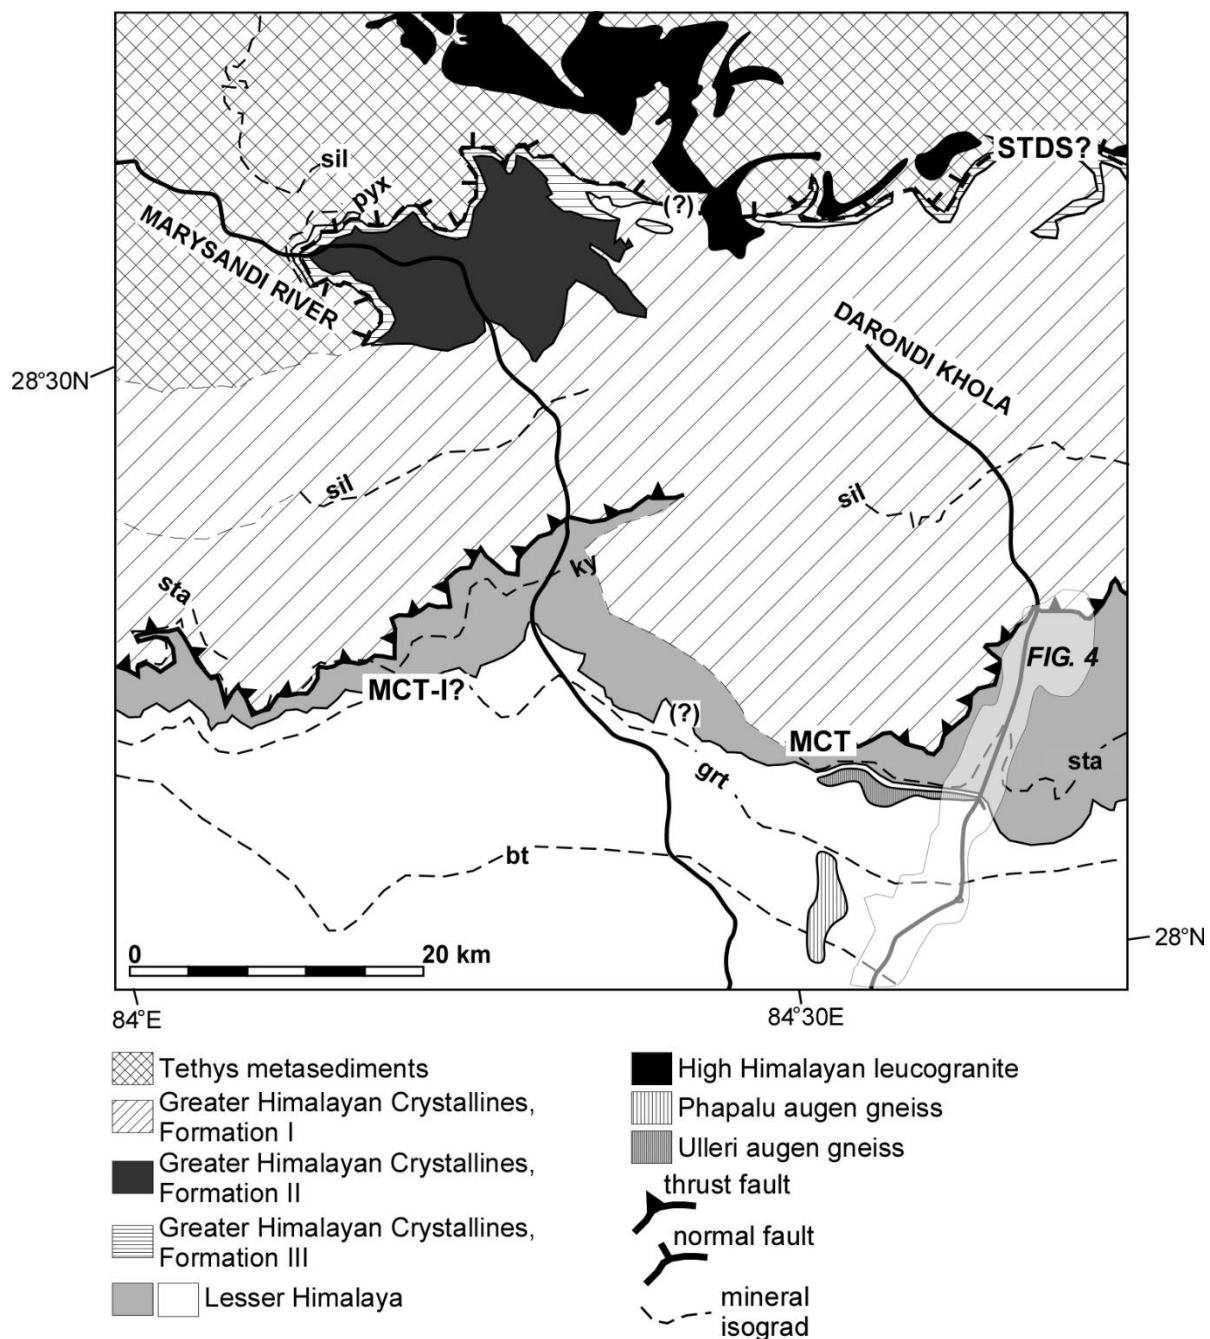 sil
pyx
STDS?
(?)
MARYSANDI RIVER
28°30N
DARONDI KHOLA
sil
sil
sta
ky
FIG. 4
MCT-I?
(?)
MCT
grt
sta
bt
28°N
0 20 km
84°E
84°30E
Tethys metasediments
Greater Himalayan Crystallines,
Formation I
Greater Himalayan Crystallines,
Formation II
Greater Himalayan Crystallines,
Formation III
Lesser Himalaya
High Himalayan leucogranite
Phapalu augen gneiss
Ulleri augen gneiss
thrust fault
normal fault
mineral
isograd